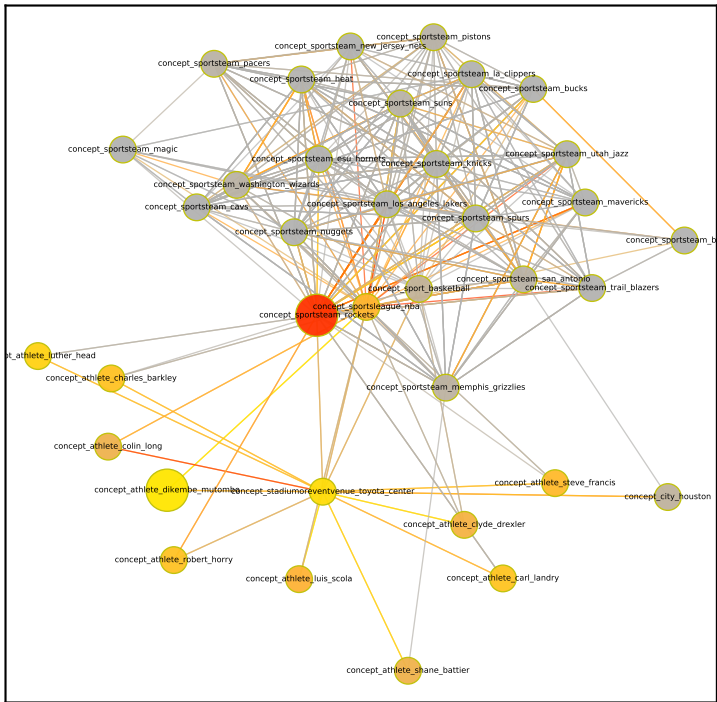 concept_sportsteam_pistons
concept_sportsteam_new_jersey_nets
concept_sportsteam_pacers
concept_sportsteam_la_clippers
concept_sportsteam_heat
concept_sportsteam_bucks
concept_sportsteam_suns
concept_sportsteam_magic
concept_sportsteam_utah_jazz
concept_sportsteam_esu_hornets
concept_sportsteam_knicks
concept_sportsteam_washington_wizards
concept_sportsteam_mavericks
concept_sportsteam_los_angeles_lakers
concept_sportsteam_cavs
concept_sportsteam_spurs
concept_sportsteam_nuggets
concept_sportsteam_b
concept_sportsteam_san_antonio
concept_sport_basketball
concept_sportsteam_trail_blazers
concept_sportsleague_nba
concept_sportsteam_rockets
pt_athlete_luther_head
concept_athlete_charles_barkley
concept_sportsteam_memphis_grizzlies
concept_athlete_colin_long
concept_athlete_steve_francis
concept_athlete_dikembe_mutombo
concept_stadiumoreventvenue_toyota_center
concept_city_houston
concept_athlete_clyde_drexler
concept_athlete_robert_horry
concept_athlete_luis_scola
concept_athlete_carl_landry
concept_athlete_shane_battier